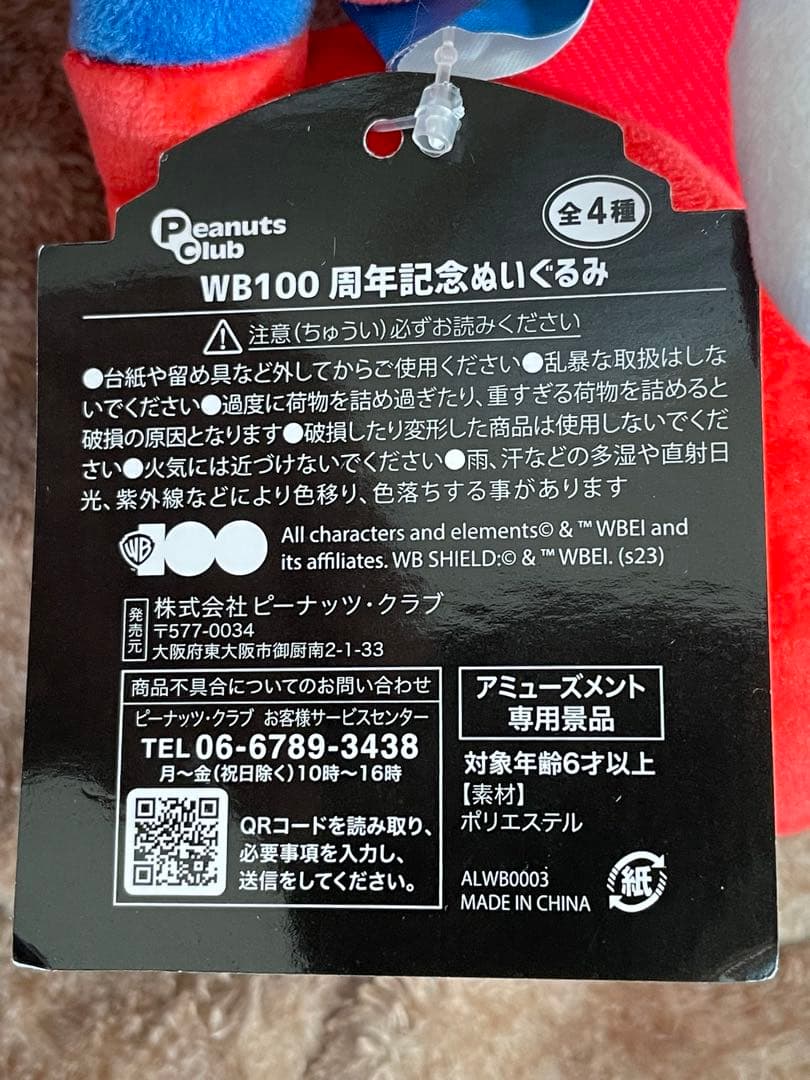 Peanuts Club
全4種
WB100 周年記念ぬいぐるみ
注意(ちゅうい)必ずお読みください
●台紙や留め具など外してからご使用ください●乱暴な取扱はしな
いでください●過度に荷物を詰め過ぎたり、重すぎる荷物を詰めると
破損の原因となります●破損したり変形した商品は使用しないでくだ
さい●火気には近づけないでください●雨、汗などの多湿や直射日
光、紫外線などにより色移り、色落ちする事があります
WB 100
All characters and elements© & ™ WBEI and
its affiliates. WB SHIELD:© & ™ WBEI. (s23)
発売元
株式会社ピーナッツ・クラブ
〒577-0034
大阪府東大阪市御厨南2-1-33
商品不具合についてのお問い合わせ
ピーナッツ・クラブ お客様サービスセンター
TEL 06-6789-3438
月～金(祝日除く)10時～16時
QRコードを読み取り、
必要事項を入力し、
送信をしてください。
アミューズメント
専用景品
対象年齢6才以上
【素材】
ポリエステル
ALWB0003
MADE IN CHINA
紙